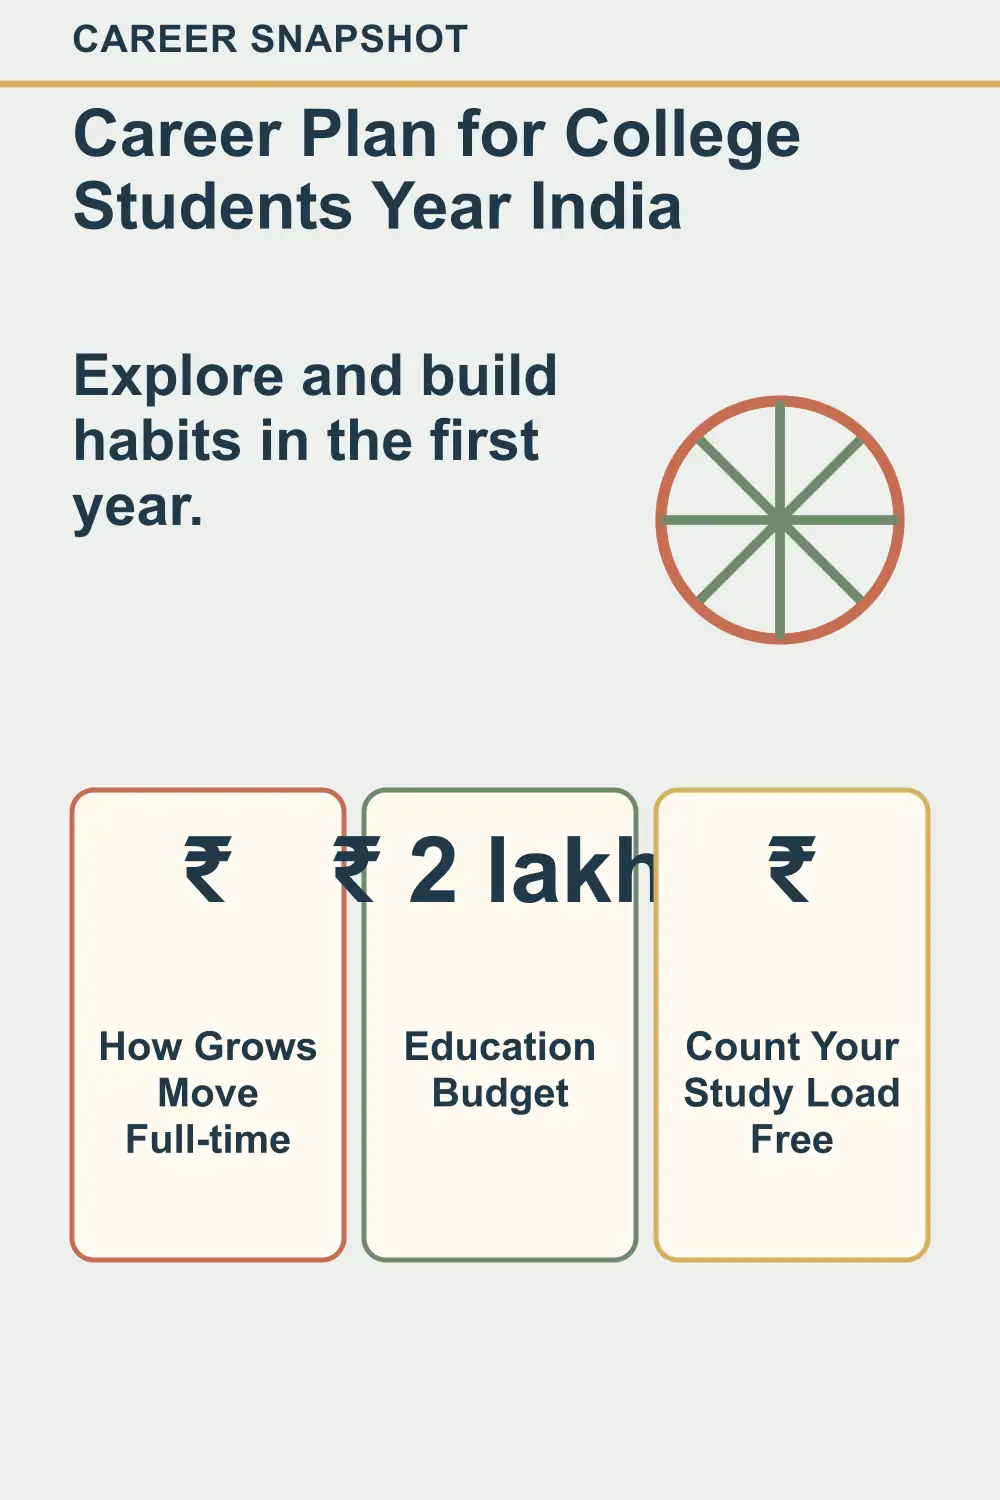 CAREER SNAPSHOT
Career Plan for College
Students Year India
Explore and build
habits in the first
year.
₹
How Grows
Move
Full-time
₹ 2 lakh
Education
Budget
₹
Count Your
Study Load
Free